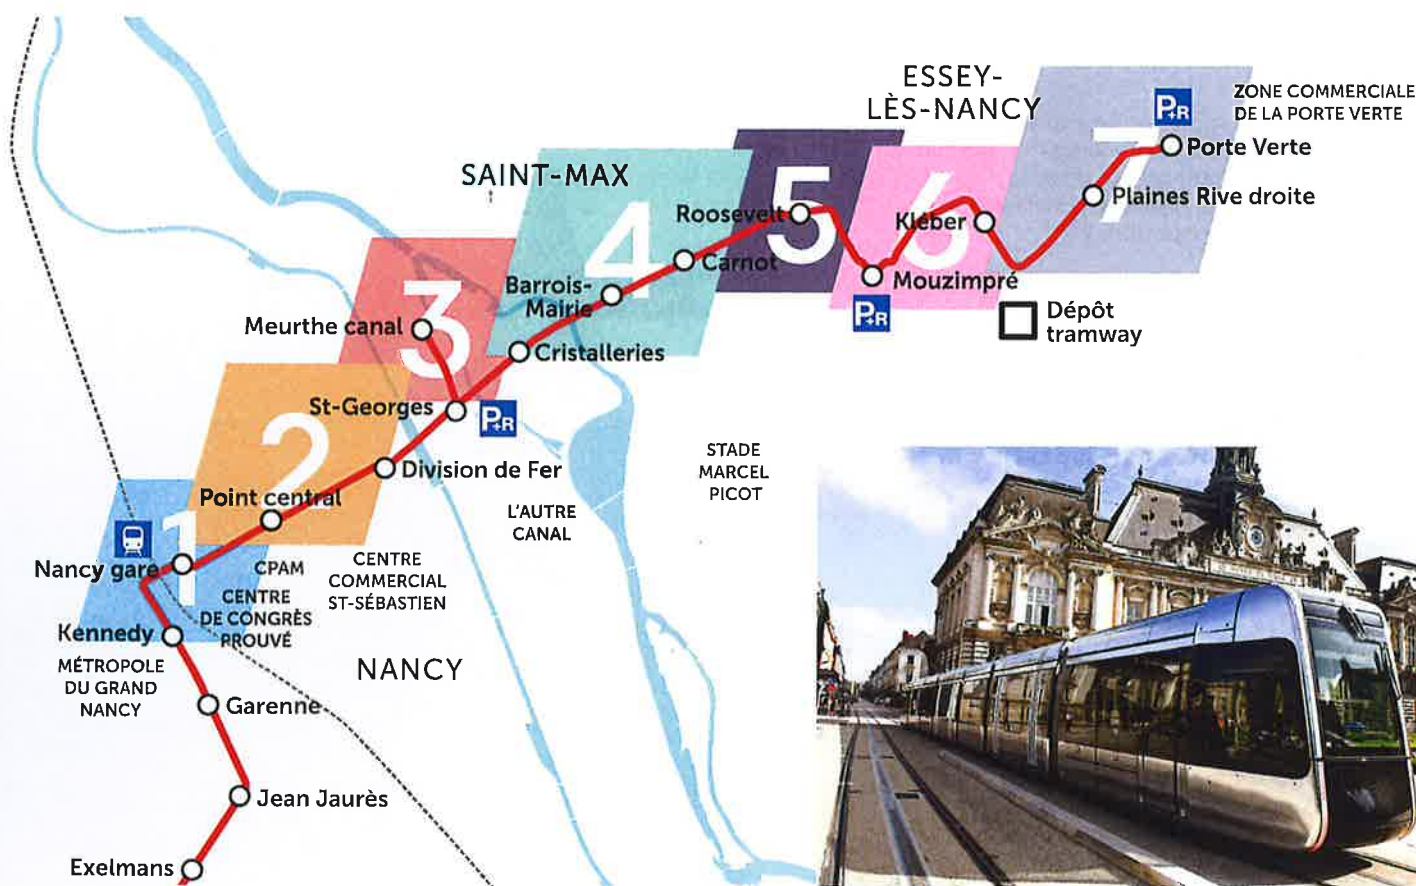 ESSEY-
LÈS-NANCY
7
P+R
ZONE COMMERCIALE
DE LA PORTE VERTE
Porte Verte
Plaines Rive droite
SAINT-MAX
4
5
6
Roosevelt
Kléber
Carnot
Mouzimpré
P+R
Dépôt
tramway
Barrois-
Mairie
3
Meurthe canal
Cristalleries
St-Georges
P+R
2
Division de Fer
STADE
MARCEL
PICOT
Point central
L'AUTRE
CANAL
1
Nancy gare
CPAM
CENTRE
COMMERCIAL
ST-SÉBASTIEN
CENTRE
DE CONGRÈS
PROUVÉ
Kennedy
MÉTROPOLE
DU GRAND
NANCY
NANCY
Garenne
Jean Jaurès
Exelmans